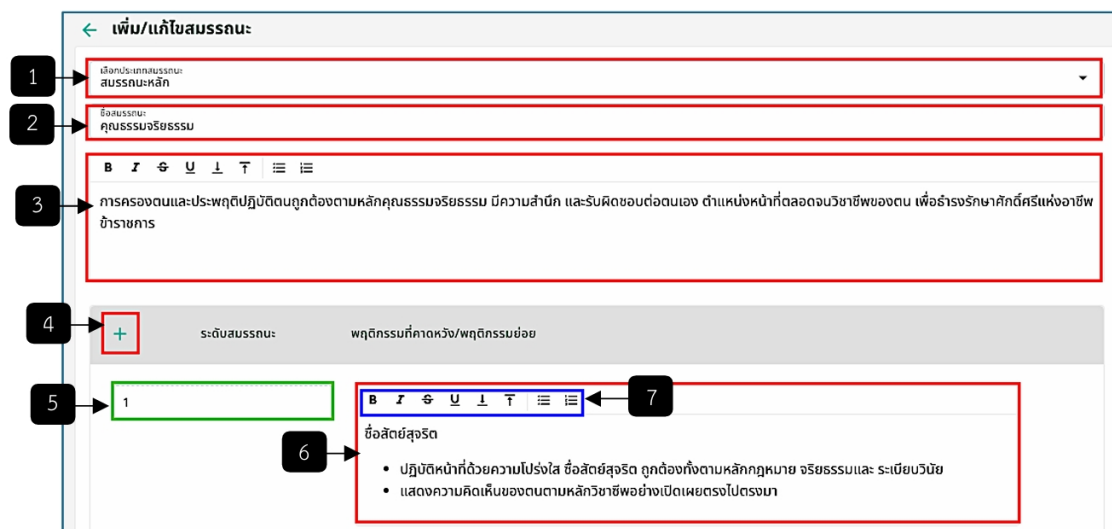 เพิ่ม/แก้ไขสมรรถนะ
1
เลือกประเภทสมรรถนะ
สมรรถนะหลัก
2
ชื่อสมรรถนะ
คุณธรรมจริยธรรม
B I S U
3
การครองตนและประพฤติปฏิบัติตนถูกต้องตามหลักคุณธรรมจริยธรรม มีความสำนึก และรับผิดชอบต่อตนเอง ตำแหน่งหน้าที่ตลอดจนวิชาชีพของตน เพื่อธำรงรักษาศักดิ์ศรีแห่งอาชีพ
ข้าราชการ
4
+ ระดับสมรรถนะ พฤติกรรมที่คาดหวัง/พฤติกรรมย่อย
5
1
B I S U
7
6
ซื่อสัตย์สุจริต
• ปฏิบัติหน้าที่ด้วยความโปร่งใส ซื่อสัตย์สุจริต ถูกต้องทั้งตามหลักกฎหมาย จริยธรรมและ ระเบียบวินัย
• แสดงความคิดเห็นของตนตามหลักวิชาชีพอย่างเปิดเผยตรงไปตรงมา